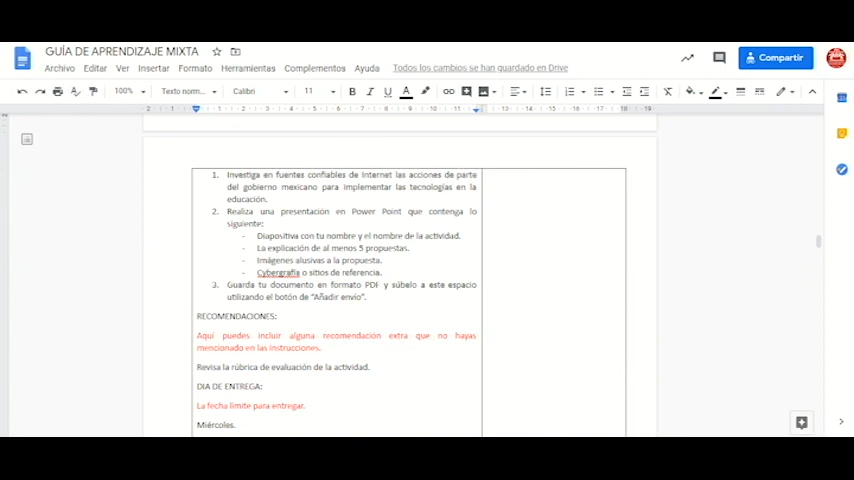 GUÍA DE APRENDIZAJE MIXTA
Archivo Editar Ver Insertar Formato Herramientas Complementos Ayuda Todos los cambios se han guardado en Drive
Compartir
100% Texto norm... Calibri 11
1. Investiga en fuentes confiables de Internet las acciones de parte
del gobierno mexicano para implementar las tecnologías en la
educación.
2. Realiza una presentación en Power Point que contenga lo
siguiente:
- Diapositiva con tu nombre y el nombre de la actividad.
- La explicación de al menos 5 propuestas.
- Imágenes alusivas a la propuesta.
- Cybergrafía o sitios de referencia.
3. Guarda tu documento en formato PDF y súbelo a este espacio
utilizando el botón de “Añadir envío”.
RECOMENDACIONES:
Aquí puedes incluir alguna recomendación extra que no hayas
mencionado en las instrucciones.
Revisa la rúbrica de evaluación de la actividad.
DIA DE ENTREGA:
La fecha límite para entregar.
Miércoles.